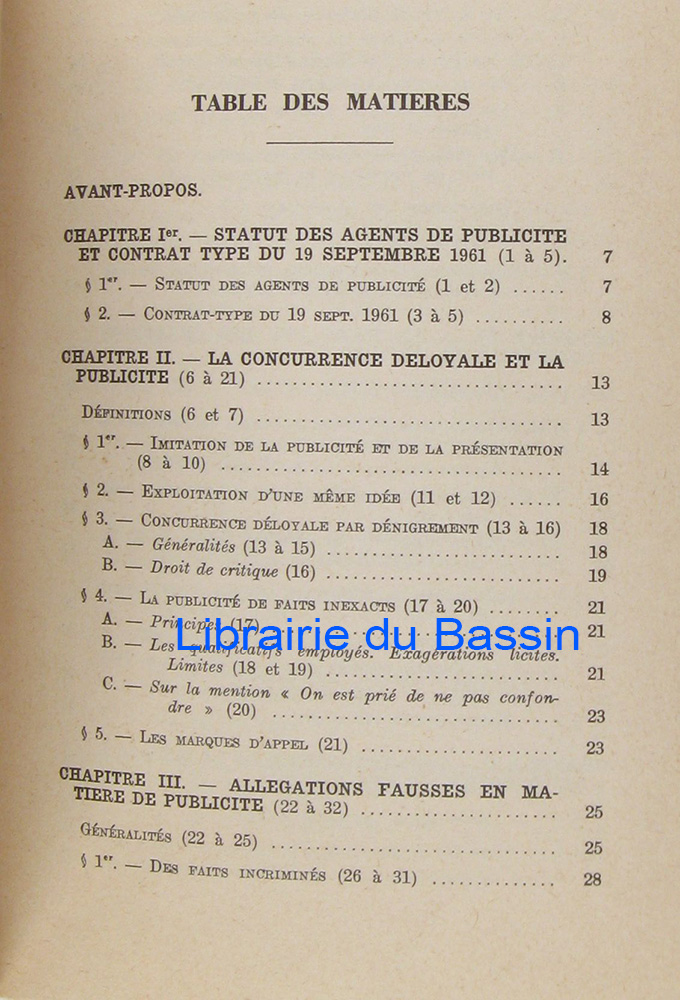 TABLE DES MATIERES
AVANT-PROPOS.
CHAPITRE Ier. — STATUT DES AGENTS DE PUBLICITE
ET CONTRAT TYPE DU 19 SEPTEMBRE 1961 (1 à 5). 7
§ 1er. — STATUT DES AGENTS DE PUBLICITÉ (1 et 2) ...... 7
§ 2. — CONTRAT-TYPE DU 19 SEPT. 1961 (3 à 5) .......... 8
CHAPITRE II. — LA CONCURRENCE DELOYALE ET LA
PUBLICITE (6 à 21) .................................. 13
DÉFINITIONS (6 et 7) .................................. 13
§ 1er. — IMITATION DE LA PUBLICITÉ ET DE LA PRÉSENTATION
(8 à 10) ...................................... 14
§ 2. — EXPLOITATION D'UNE MÊME IDÉE (11 et 12) ...... 16
§ 3. — CONCURRENCE DÉLOYALE PAR DÉNIGREMENT (13 à 16) 18
A. — Généralités (13 à 15) .......................... 18
B. — Droit de critique (16) .......................... 19
§ 4. — LA PUBLICITÉ DE FAITS INEXACTS (17 à 20) ........ 21
A. — Principes (17) .......................... 21
Librairie du Bassin
B. — Les qualificatifs employés. Exagérations licites.
Limites (18 et 19) .......................... 21
C. — Sur la mention « On est prié de ne pas confon-
dre » (20) ................................ 23
§ 5. — LES MARQUES D'APPEL (21) ...................... 23
CHAPITRE III. — ALLEGATIONS FAUSSES EN MA-
TIERE DE PUBLICITE (22 à 32) ...................... 25
GÉNÉRALITÉS (22 à 25) ................................ 25
§ 1er. — DES FAITS INCRIMINÉS (26 à 31) .............. 28